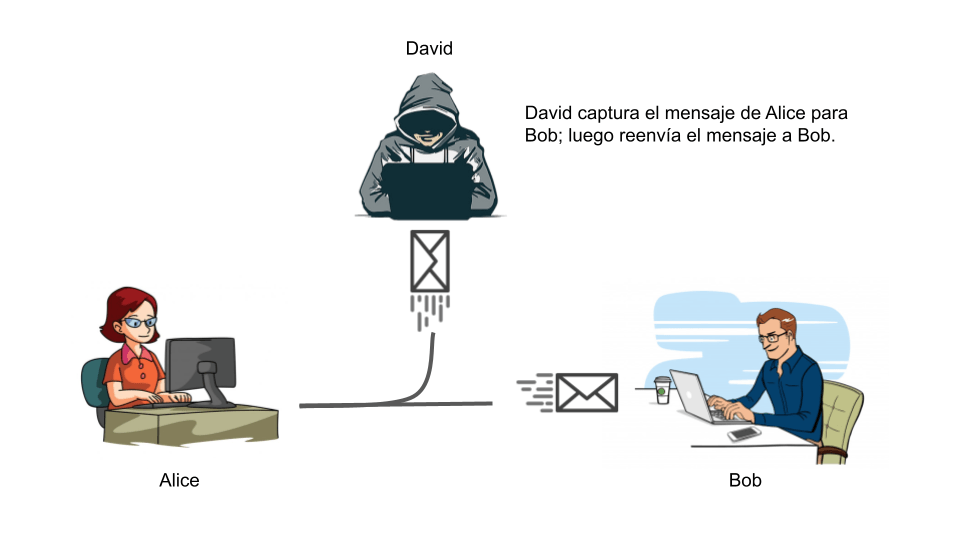 David
David captura el mensaje de Alice para
Bob; luego reenvía el mensaje a Bob.
Alice
Bob